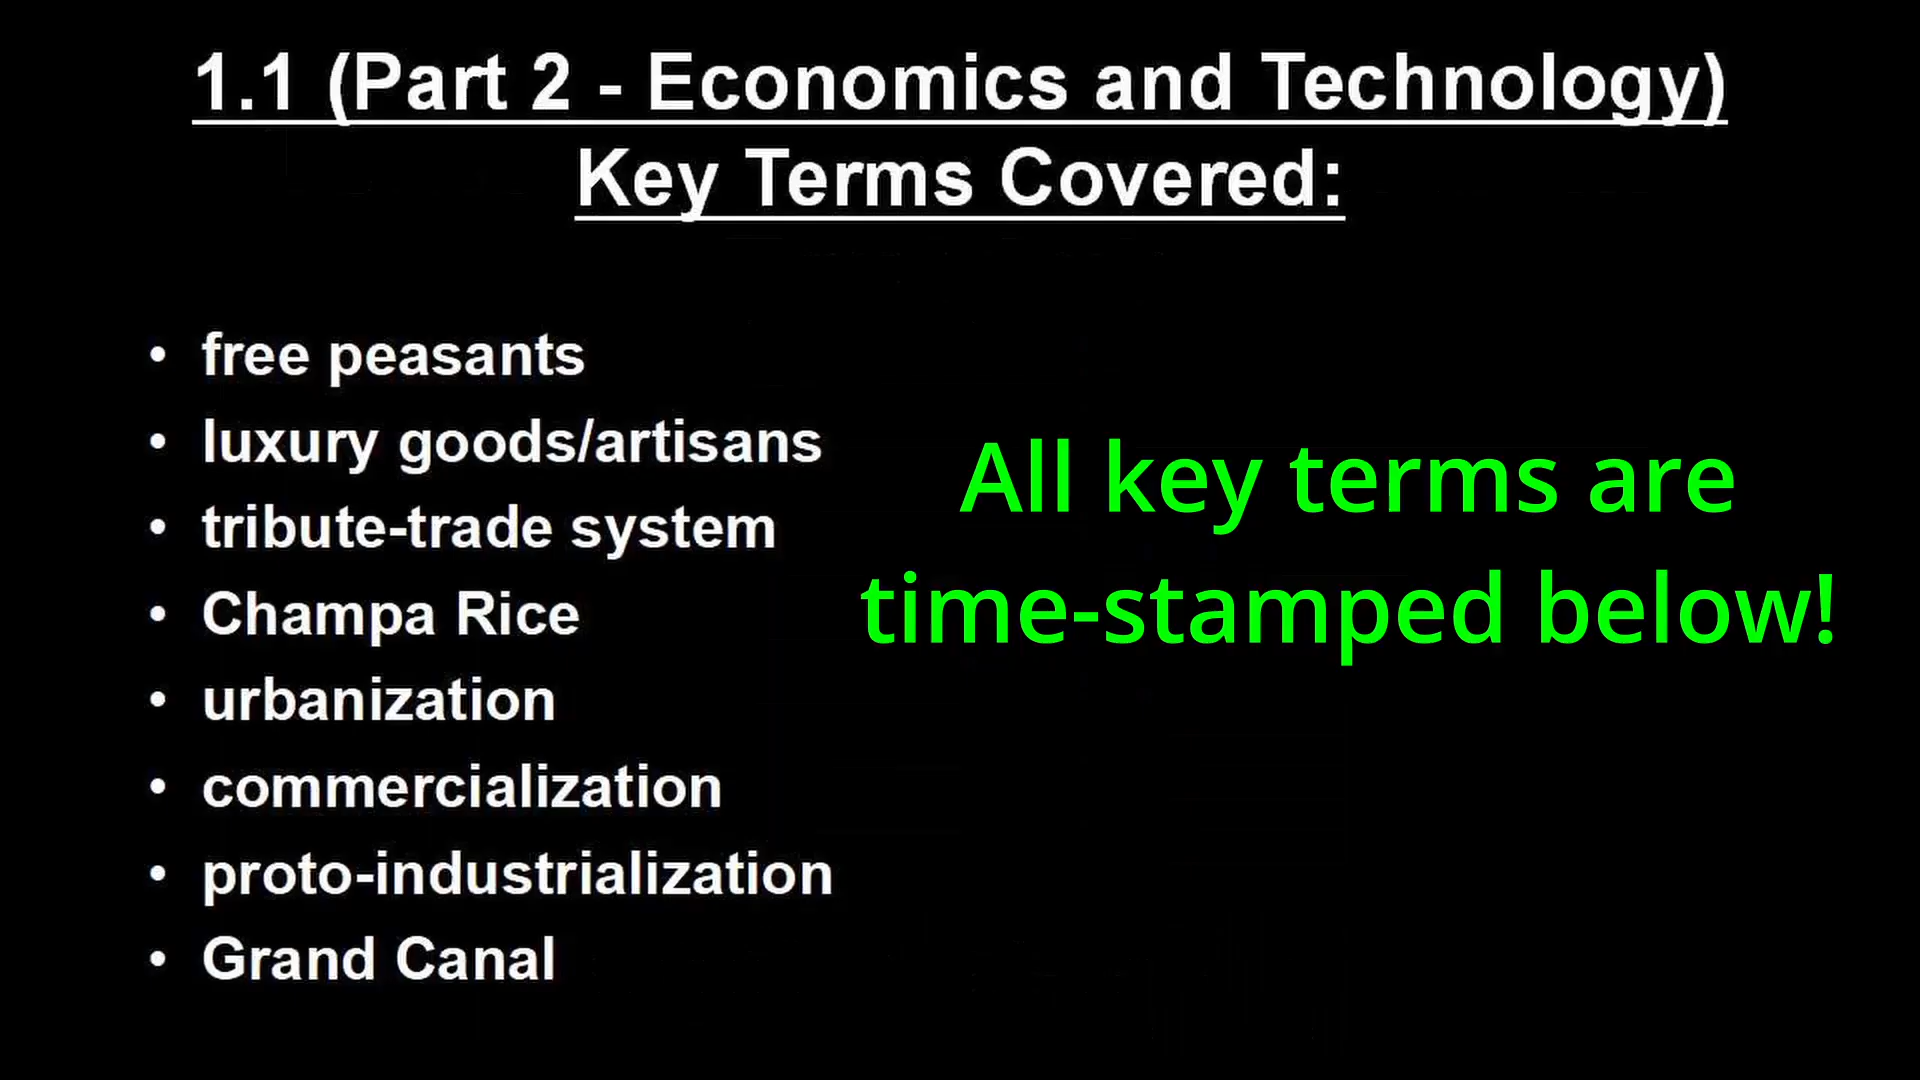 1.1 (Part 2 - Economics and Technology)
Key Terms Covered:
• free peasants
• luxury goods/artisans
• tribute-trade system
• Champa Rice
• urbanization
• commercialization
• proto-industrialization
• Grand Canal
All key terms are
time-stamped below!